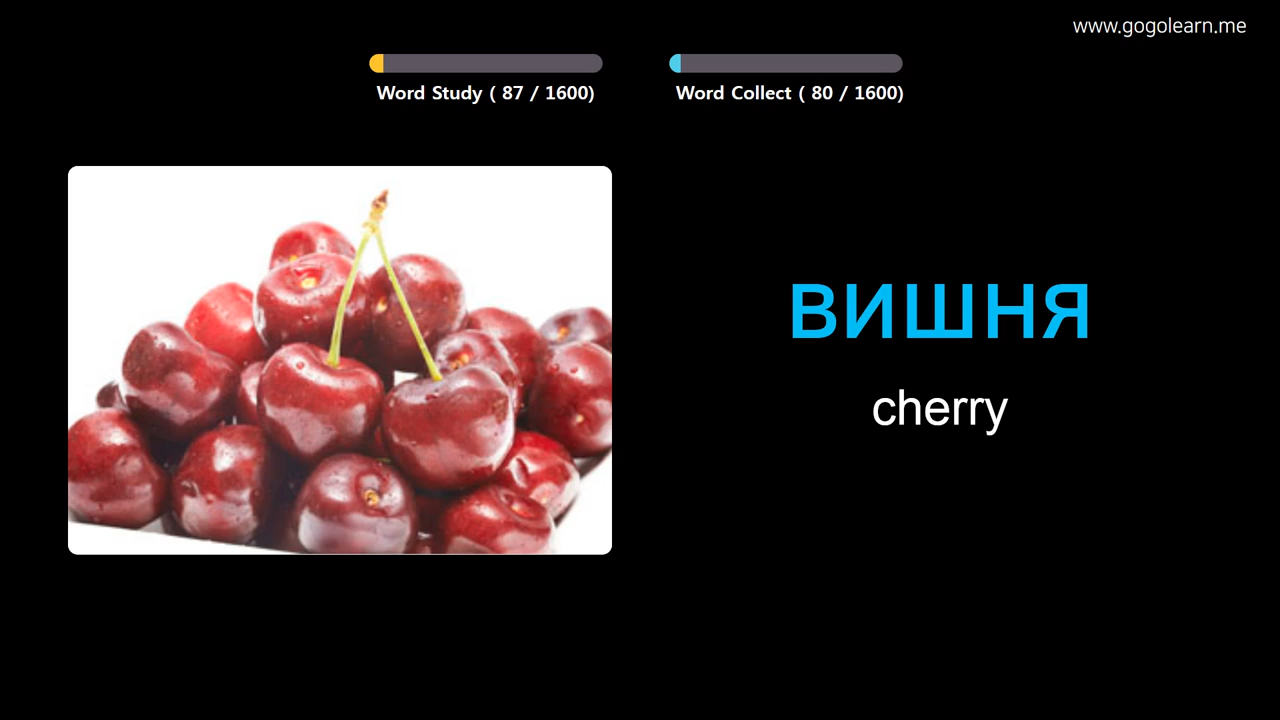 www.gogolearn.me
Word Study ( 87 / 1600)
Word Collect ( 80 / 1600)
вишня
cherry